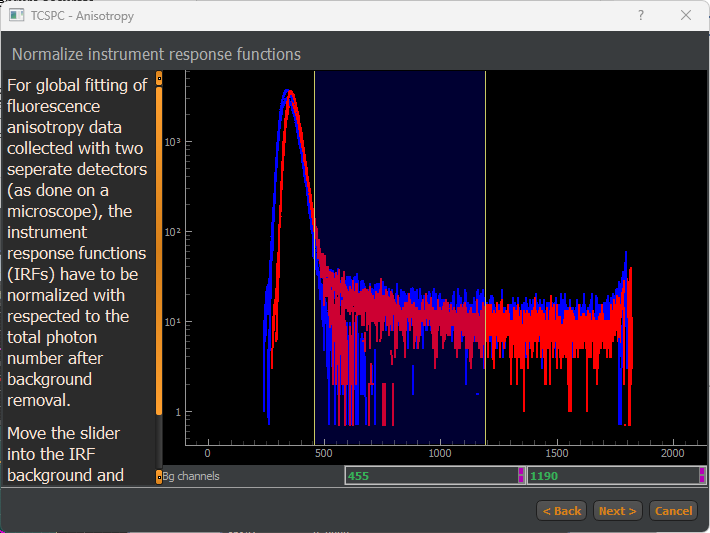 TCSPC - Anisotropy
Normalize instrument response functions
For global fitting of
fluorescence
anisotropy data
collected with two
seperate detectors
(as done on a
microscope), the
instrument
response functions
(IRFs) have to be
normalized with
respected to the
total photon
number after
background
removal.
Move the slider
into the IRF
background and
10³
10²
10¹
1
0 500 1000 1500 2000
Bg channels 455 1190
< Back Next > Cancel